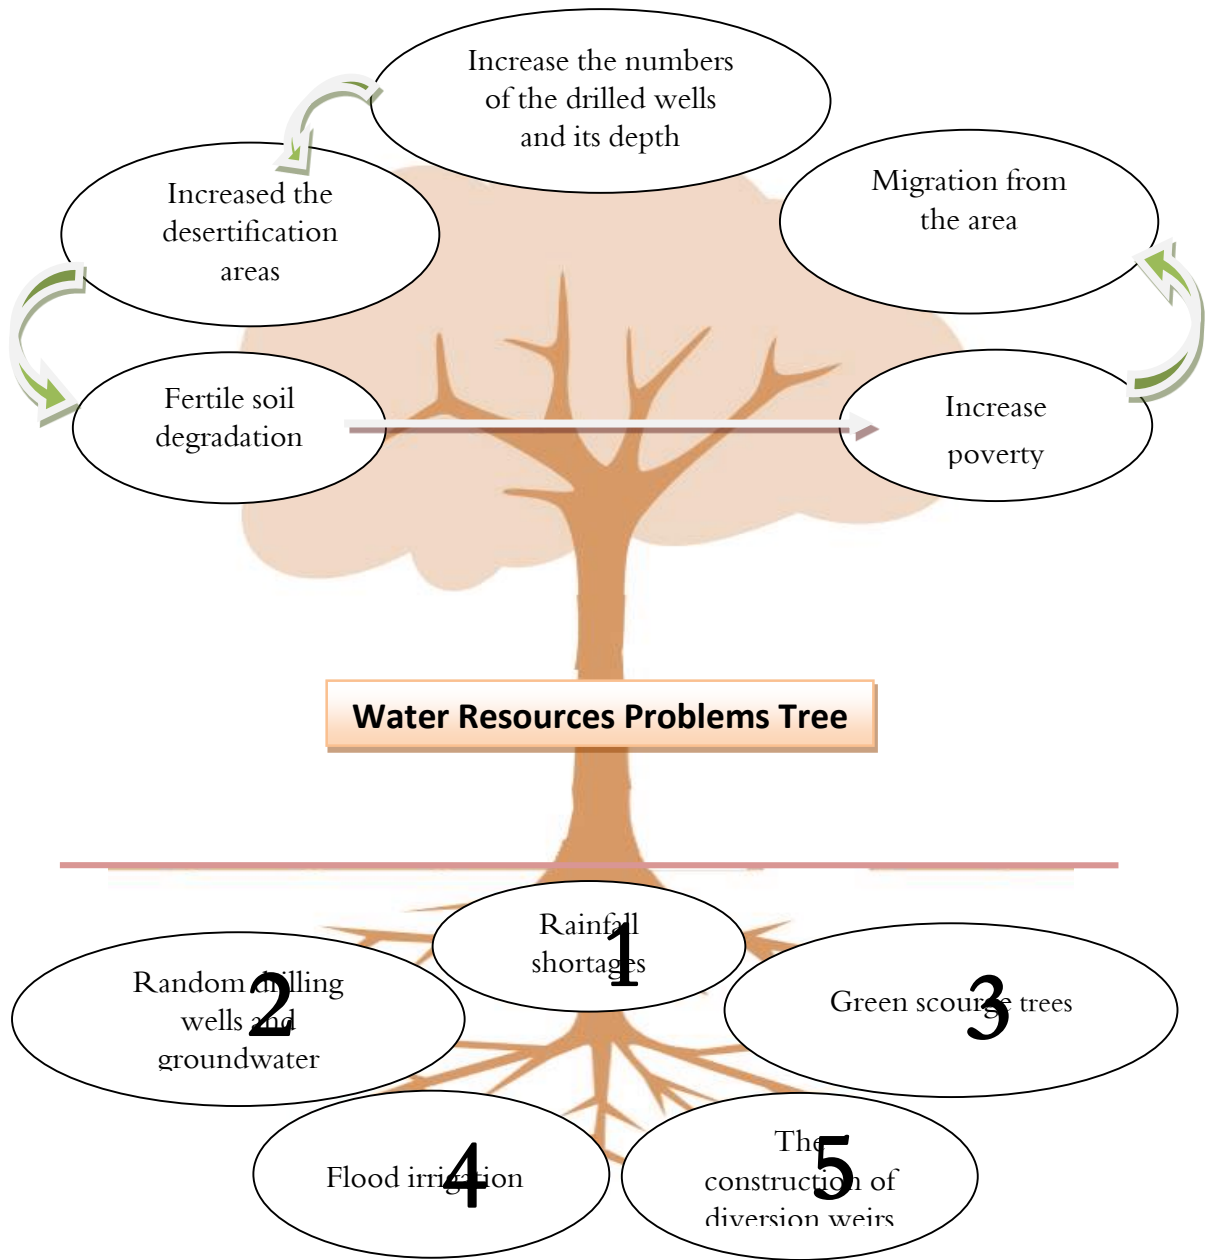 Increase the numbers
of the drilled wells
and its depth
Increased the
desertification
areas
Migration from
the area
Fertile soil
degradation
Increase
poverty
Water Resources Problems Tree
Rainfall
shortages
1
Random drilling
wells and
groundwater
2
Green scourge trees
3
Flood irrigation
4
The
construction of
diversion weirs
5